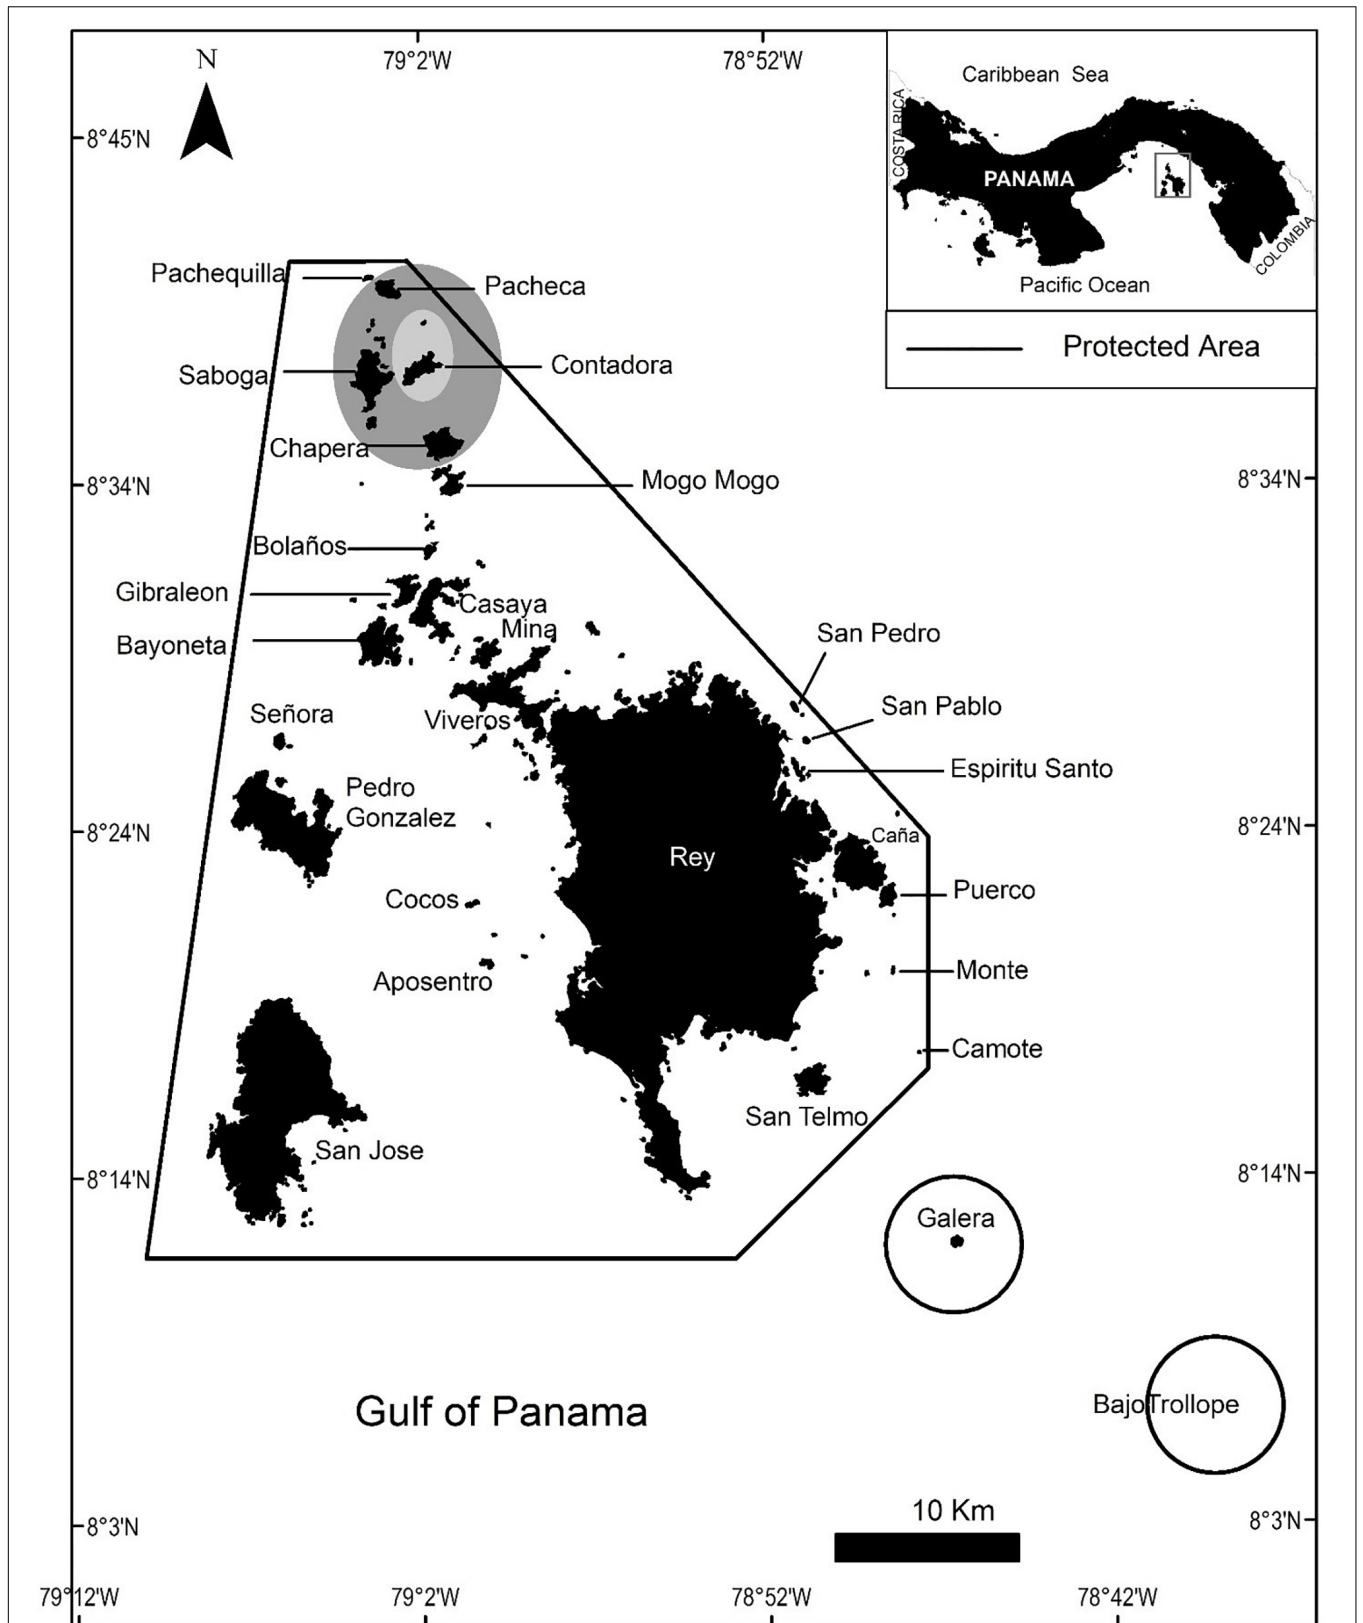 N
79°2'W
78°52'W
8°45'N
Caribbean Sea
COSTA RICA
PANAMA
COLOMBIA
Pacific Ocean
Protected Area
Pachequilla
Pacheca
Saboga
Contadora
Chapera
8°34'N
Mogo Mogo
8°34'N
Bolaños
Gibraleon
Casaya
Mina
Bayoneta
San Pedro
Señora
Viveros
San Pablo
Espiritu Santo
Pedro
Gonzalez
8°24'N
Caña
8°24'N
Rey
Puerco
Cocos
Monte
Aposentro
Camote
San Telmo
San Jose
8°14'N
8°14'N
Galera
Gulf of Panama
BajoTrollope
10 Km
8°3'N
8°3'N
79°12'W
79°2'W
78°52'W
78°42'W